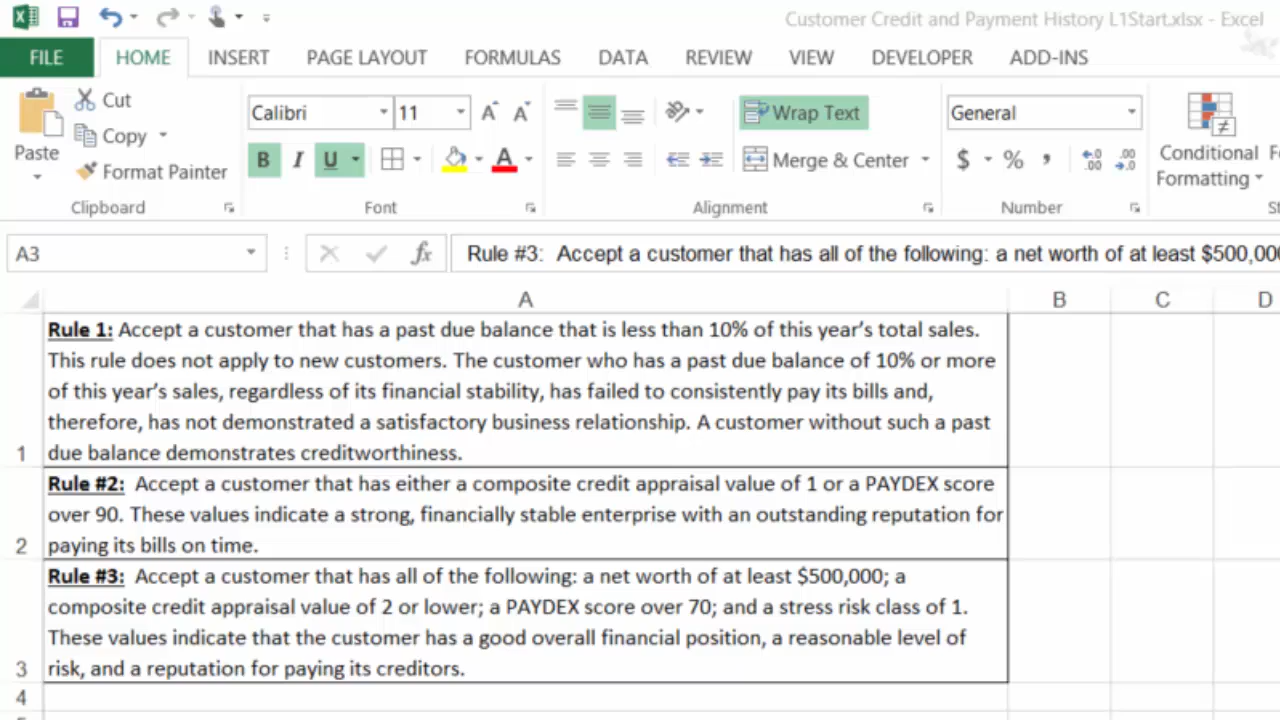 Customer Credit and Payment History L1Start.xlsx - Excel
FILE HOME INSERT PAGE LAYOUT FORMULAS DATA REVIEW VIEW DEVELOPER ADD-INS
Paste
Cut
Copy
Format Painter
Clipboard
Calibri 11 A A
B I U A
Font
Wrap Text
Merge & Center
Alignment
General
$ % , .0 .00 .00 .0
Number
Conditional
Formatting
A3 fx Rule #3: Accept a customer that has all of the following: a net worth of at least $500,00
A B C D
Rule 1: Accept a customer that has a past due balance that is less than 10% of this year’s total sales.
This rule does not apply to new customers. The customer who has a past due balance of 10% or more
of this year’s sales, regardless of its financial stability, has failed to consistently pay its bills and,
therefore, has not demonstrated a satisfactory business relationship. A customer without such a past
1 due balance demonstrates creditworthiness.
Rule #2: Accept a customer that has either a composite credit appraisal value of 1 or a PAYDEX score
over 90. These values indicate a strong, financially stable enterprise with an outstanding reputation for
2 paying its bills on time.
Rule #3: Accept a customer that has all of the following: a net worth of at least $500,000; a
composite credit appraisal value of 2 or lower; a PAYDEX score over 70; and a stress risk class of 1.
These values indicate that the customer has a good overall financial position, a reasonable level of
3 risk, and a reputation for paying its creditors.
4